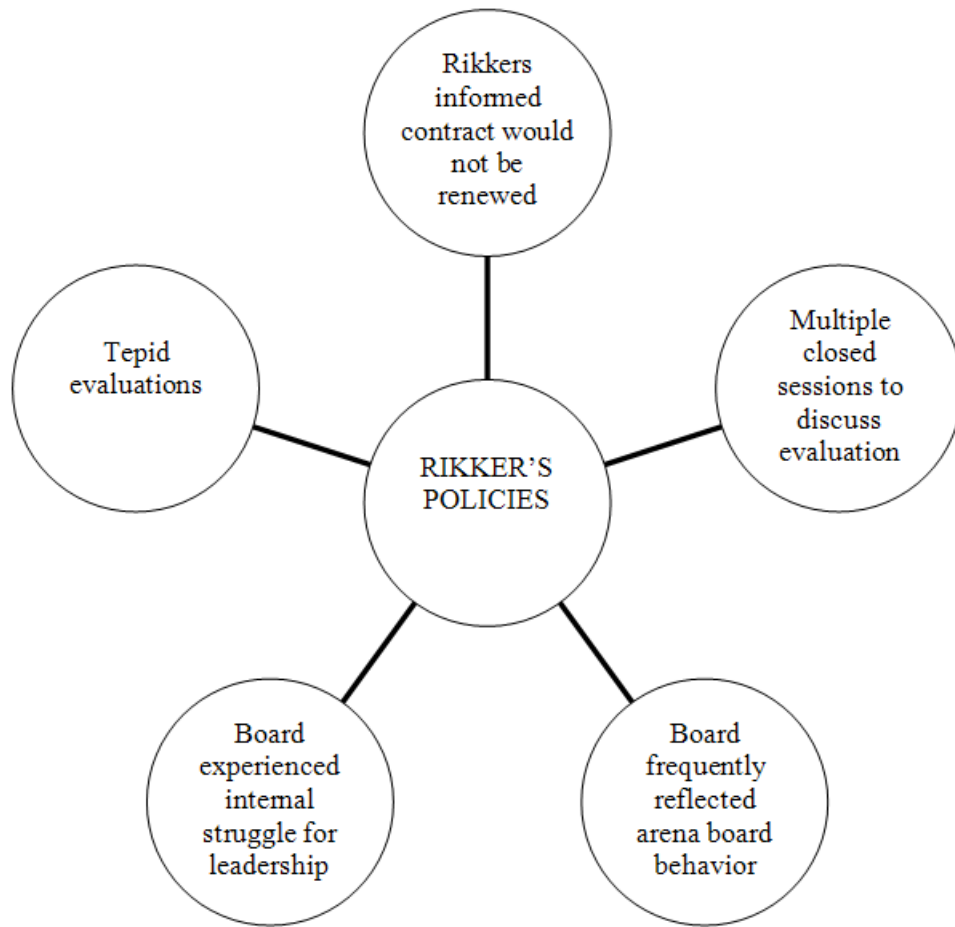 Rikkers
informed
contract would
not be
renewed
Tepid
evaluations
Multiple
closed
sessions to
discuss
evaluation
RIKKER’S
POLICIES
Board
experienced
internal
struggle for
leadership
Board
frequently
reflected
arena board
behavior